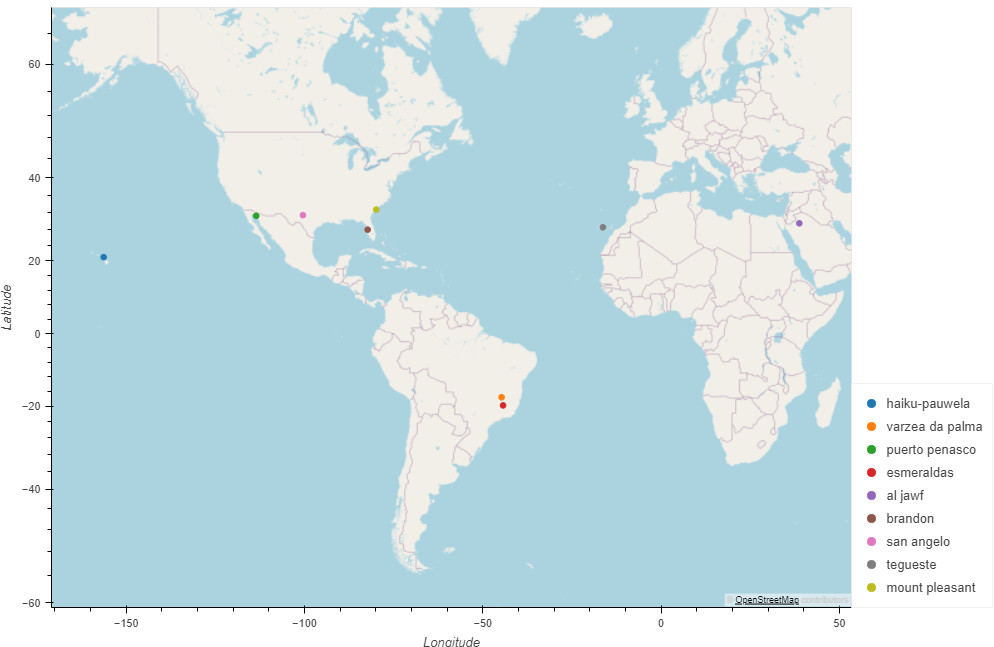 60
40
20
0
−20
−40
−60
Latitude
−150
−100
−50
0
50
Longitude
haiku-pauwela
varzea da palma
puerto penasco
esmeraldas
al jawf
brandon
san angelo
tegueste
mount pleasant
© OpenStreetMap contributors